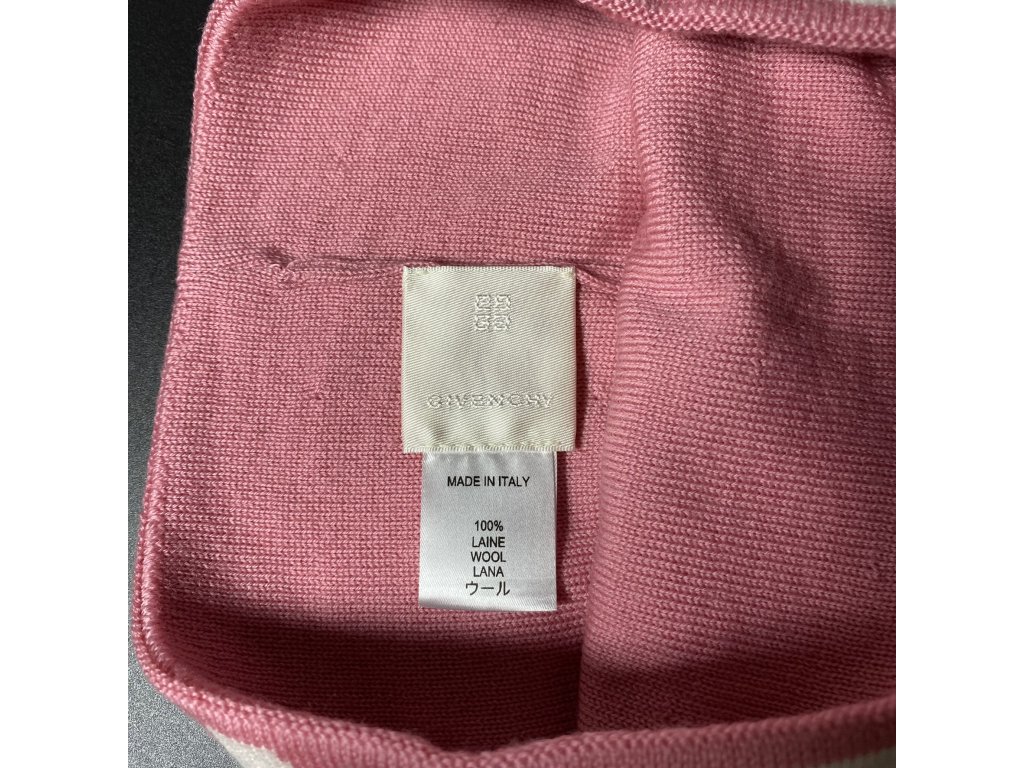 GIVENCHY
MADE IN ITALY
100%
LAINE
WOOL
LANA
ウール